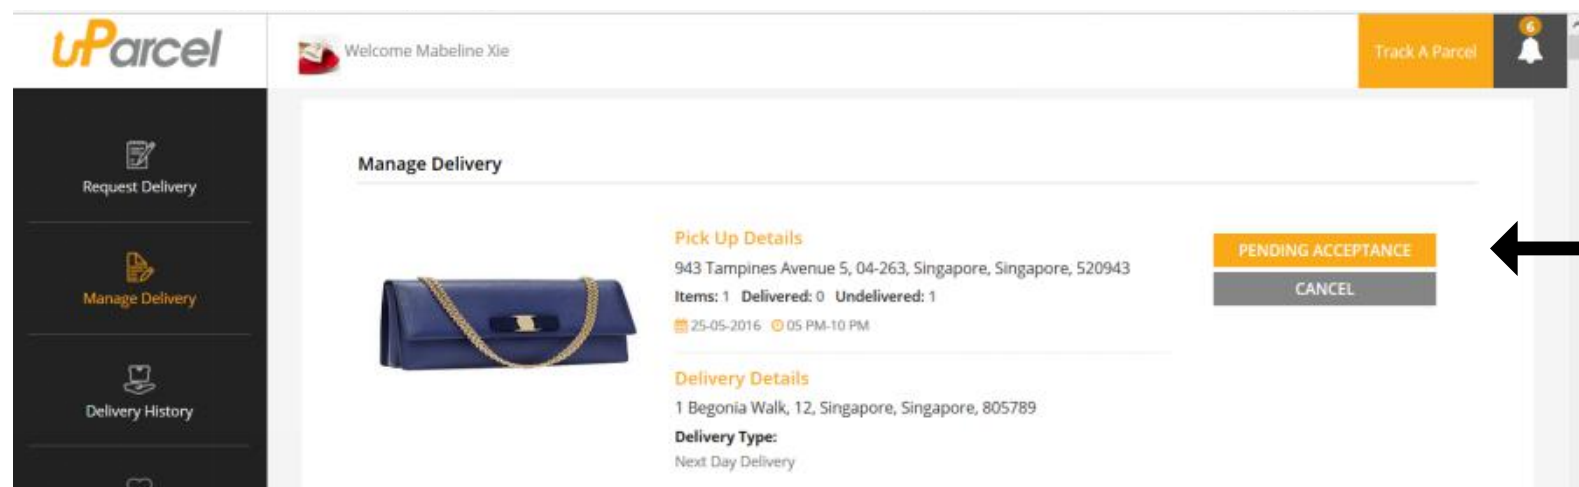 uParcel
Welcome Mabeline Xie
Track A Parcel
6
Request Delivery
Manage Delivery
Delivery History
Manage Delivery
Pick Up Details
943 Tampines Avenue 5, 04-263, Singapore, Singapore, 520943
Items: 1 Delivered: 0 Undelivered: 1
25-05-2016 05 PM-10 PM
PENDING ACCEPTANCE
CANCEL
Delivery Details
1 Begonia Walk, 12, Singapore, Singapore, 805789
Delivery Type:
Next Day Delivery